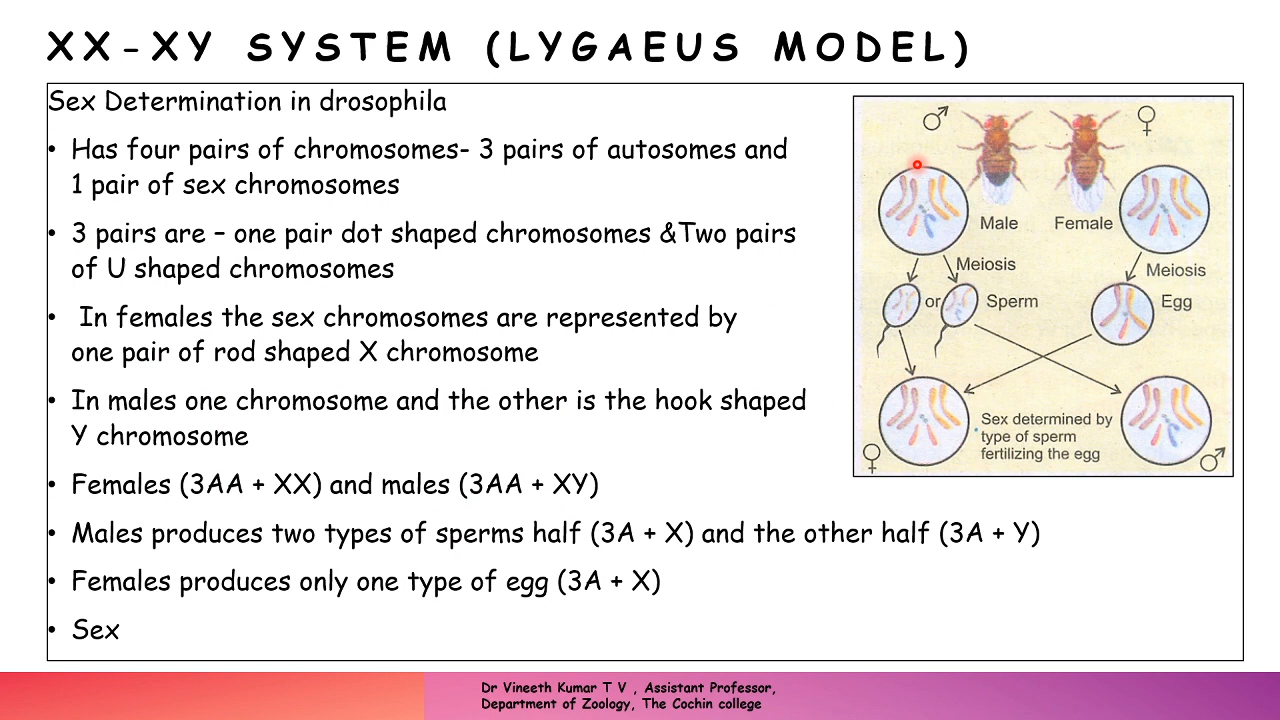 XX-XY SYSTEM (LYGAEUS MODEL)
Sex Determination in drosophila
• Has four pairs of chromosomes- 3 pairs of autosomes and
1 pair of sex chromosomes
• 3 pairs are – one pair dot shaped chromosomes &Two pairs
of U shaped chromosomes
• In females the sex chromosomes are represented by
one pair of rod shaped X chromosome
• In males one chromosome and the other is the hook shaped
Y chromosome
• Females (3AA + XX) and males (3AA + XY)
• Males produces two types of sperms half (3A + X) and the other half (3A + Y)
• Females produces only one type of egg (3A + X)
• Sex
♂ ♀
Male Female
Meiosis Meiosis
or Sperm Egg
Sex determined by
type of sperm
fertilizing the egg
♀ ♂
Dr Vineeth Kumar T V , Assistant Professor,
Department of Zoology, The Cochin college